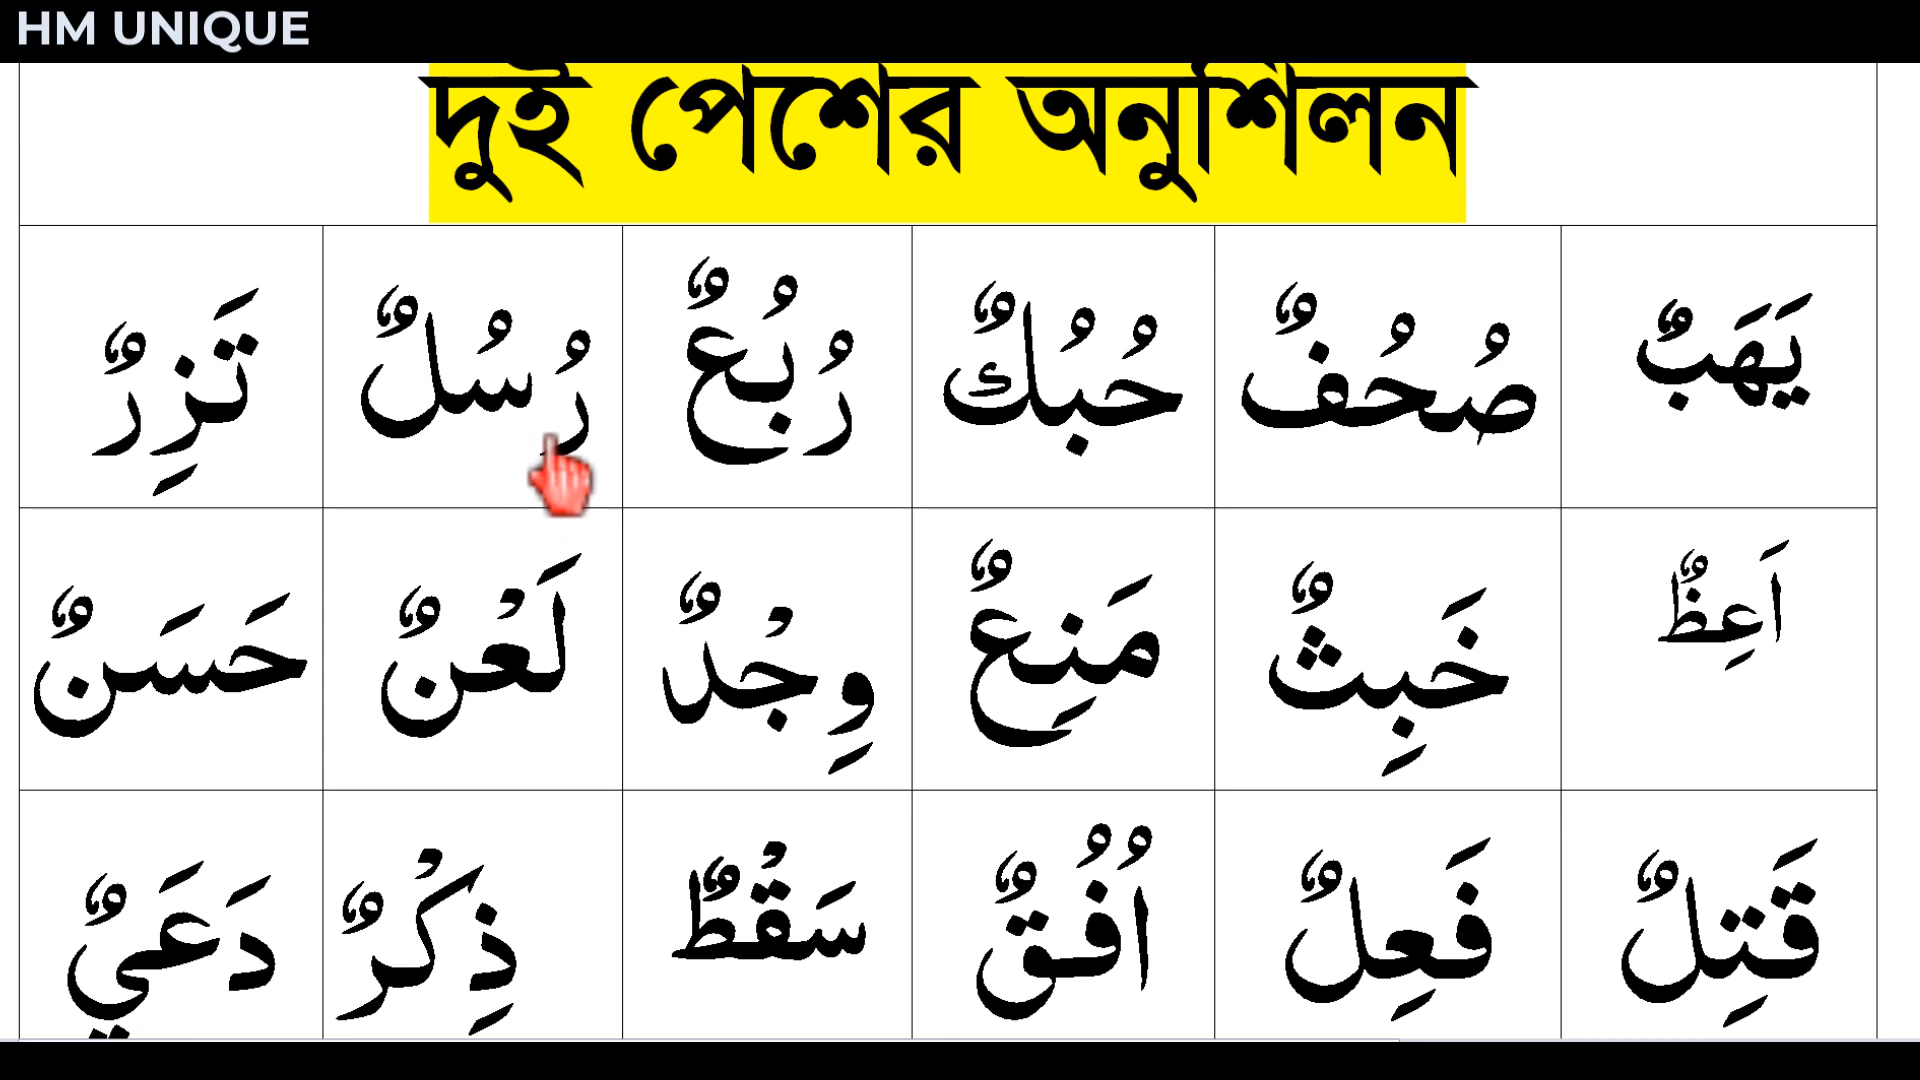 HM UNIQUE
দুই পেশের অনুশিলন
يَهَبٌ صُحُفٌ حُبُكٌ رُبُعٌ رُسُلٌ تَزِرٌ
اَعِظٌ خَبِثٌ مَنِعٌ وِجْدٌ لَعْنٌ حَسَنٌ
قَتِلٌ فَعِلٌ اُفُقٌ سَقْطٌ ذِكْرٌ دَعَيٌ